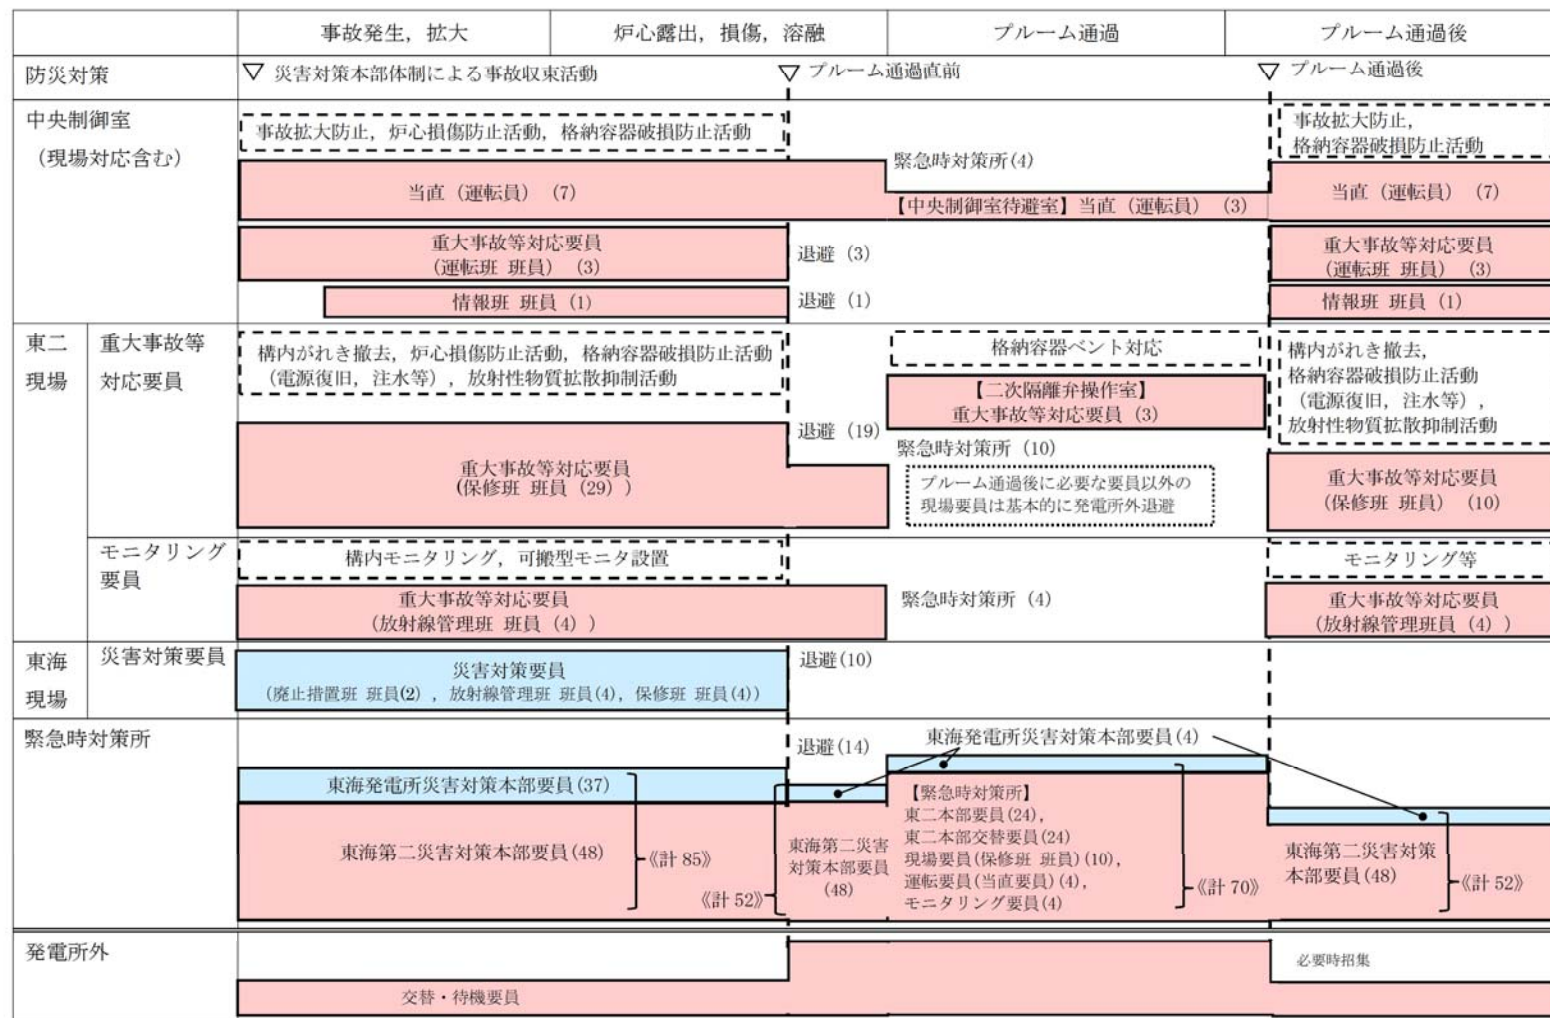 事故発生，拡大
炉心露出，損傷，溶融
プルーム通過
プルーム通過後
防災対策
▽ 災害対策本部体制による事故収束活動
▽ プルーム通過直前
▽ プルーム通過後
中央制御室
（現場対応含む）
事故拡大防止，炉心損傷防止活動，格納容器破損防止活動
事故拡大防止，
格納容器破損防止活動
緊急時対策所(4)
当直（運転員）（7）
【中央制御室待避室】当直（運転員）（3）
当直（運転員）（7）
重大事故等対応要員
(運転班 班員)（3）
退避（3）
重大事故等対応要員
(運転班 班員)（3）
情報班 班員（1）
退避（1）
情報班 班員（1）
東二
現場
重大事故等
対応要員
構内がれき撤去，炉心損傷防止活動，格納容器破損防止活動
（電源復旧，注水等），放射性物質拡散抑制活動
格納容器ベント対応
構内がれき撤去，
格納容器破損防止活動
（電源復旧，注水等），
放射性物質拡散抑制活動
【二次隔離弁操作室】
重大事故等対応要員（3）
退避（19）
緊急時対策所（10）
重大事故等対応要員
(保修班 班員（29）)
プルーム通過後に必要な要員以外の
現場要員は基本的に発電所外退避
重大事故等対応要員
(保修班 班員)（10）
モニタリング
要員
構内モニタリング，可搬型モニタ設置
モニタリング等
重大事故等対応要員
(放射線管理班 班員（4）)
緊急時対策所（4）
重大事故等対応要員
(放射線管理班員（4）)
東海
現場
災害対策要員
災害対策要員
（廃止措置班 班員(2)，放射線管理班 班員(4)，保修班 班員(4)）
退避(10)
緊急時対策所
退避(14)
東海発電所災害対策本部要員(4)
東海発電所災害対策本部要員(37)
東海第二災害対策本部要員(48)
《計 85》
《計 52》
東海第二災害
対策本部要員
(48)
【緊急時対策所】
東二本部要員(24)，
東二本部交替要員(24)
現場要員(保修班 班員)(10)，
運転要員(当直要員)(4)，
モニタリング要員(4)
《計 70》
東海第二災害対策
本部要員(48)
《計 52》
発電所外
交替・待機要員
必要時招集